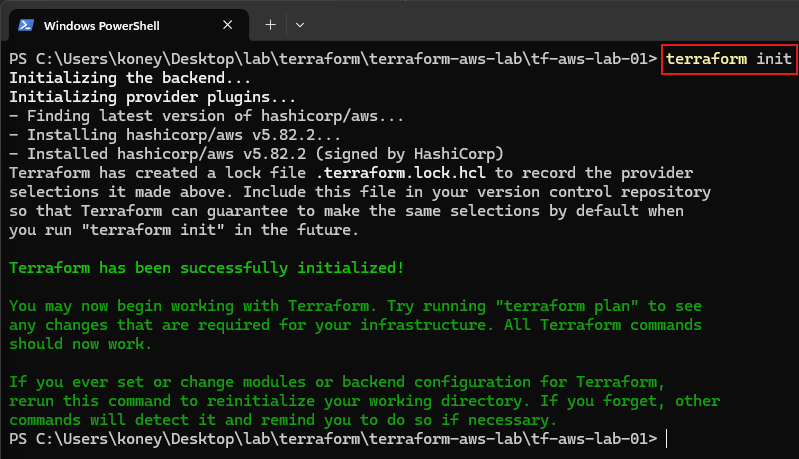 Windows PowerShell
PS C:\Users\koney\Desktop\lab\terraform\terraform-aws-lab\tf-aws-lab-01> terraform init
Initializing the backend...
Initializing provider plugins...
- Finding latest version of hashicorp/aws...
- Installing hashicorp/aws v5.82.2...
- Installed hashicorp/aws v5.82.2 (signed by HashiCorp)
Terraform has created a lock file .terraform.lock.hcl to record the provider
selections it made above. Include this file in your version control repository
so that Terraform can guarantee to make the same selections by default when
you run "terraform init" in the future.
Terraform has been successfully initialized!
You may now begin working with Terraform. Try running "terraform plan" to see
any changes that are required for your infrastructure. All Terraform commands
should now work.
If you ever set or change modules or backend configuration for Terraform,
rerun this command to reinitialize your working directory. If you forget, other
commands will detect it and remind you to do so if necessary.
PS C:\Users\koney\Desktop\lab\terraform\terraform-aws-lab\tf-aws-lab-01>